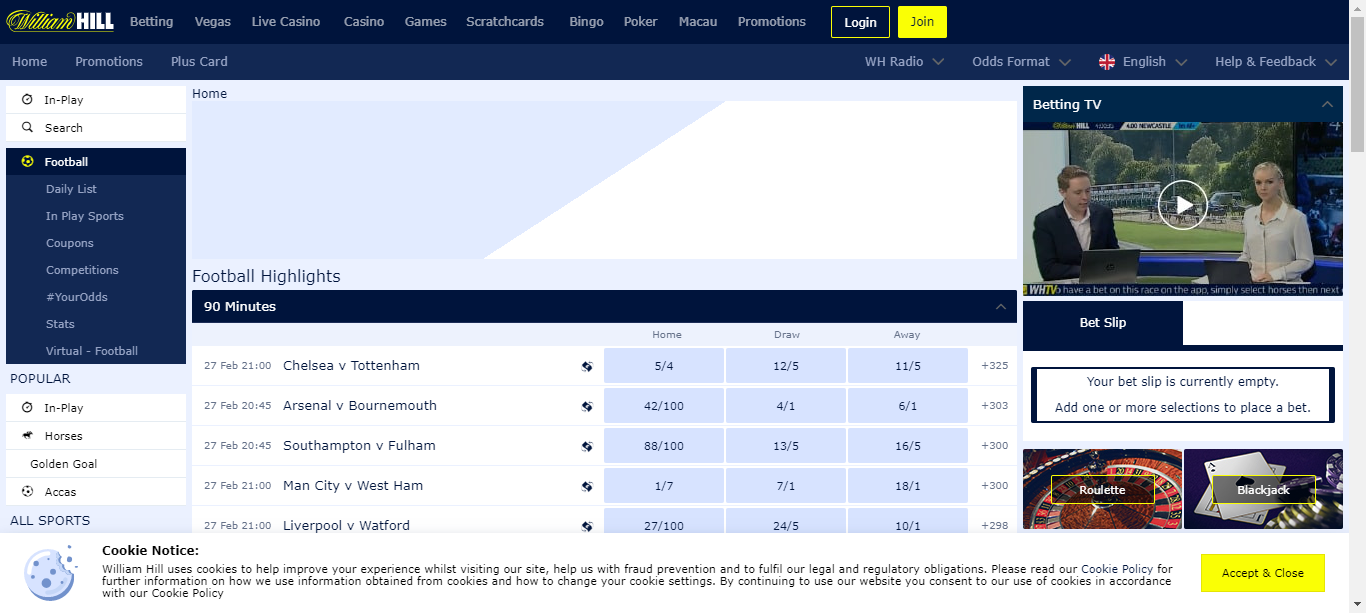 William HILL Betting Vegas Live Casino Casino Games Scratchcards Bingo Poker Macau Promotions Login Join
Home Promotions Plus Card WH Radio Odds Format English Help & Feedback
In-Play
Search
Football
Daily List
In Play Sports
Coupons
Competitions
#YourOdds
Stats
Virtual - Football
POPULAR
In-Play
Horses
Golden Goal
Accas
ALL SPORTS
Home
Football Highlights
90 Minutes
Home Draw Away
27 Feb 21:00 Chelsea v Tottenham 5/4 12/5 11/5 +325
27 Feb 20:45 Arsenal v Bournemouth 42/100 4/1 6/1 +303
27 Feb 20:45 Southampton v Fulham 88/100 13/5 16/5 +300
27 Feb 21:00 Man City v West Ham 1/7 7/1 18/1 +300
27 Feb 21:00 Liverpool v Watford 27/100 24/5 10/1 +298
Betting TV
William HILL 4.00 NEWCASTLE
WHTV o have a bet on this race on the app, simply select horses then next
Bet Slip
Your bet slip is currently empty.
Add one or more selections to place a bet.
Roulette Blackjack
Cookie Notice:
William Hill uses cookies to help improve your experience whilst visiting our site, help us with fraud prevention and to fulfil our legal and regulatory obligations. Please read our Cookie Policy for
further information on how we use information obtained from cookies and how to change your cookie settings. By continuing to use our website you consent to our use of cookies in accordance
with our Cookie Policy
Accept & Close